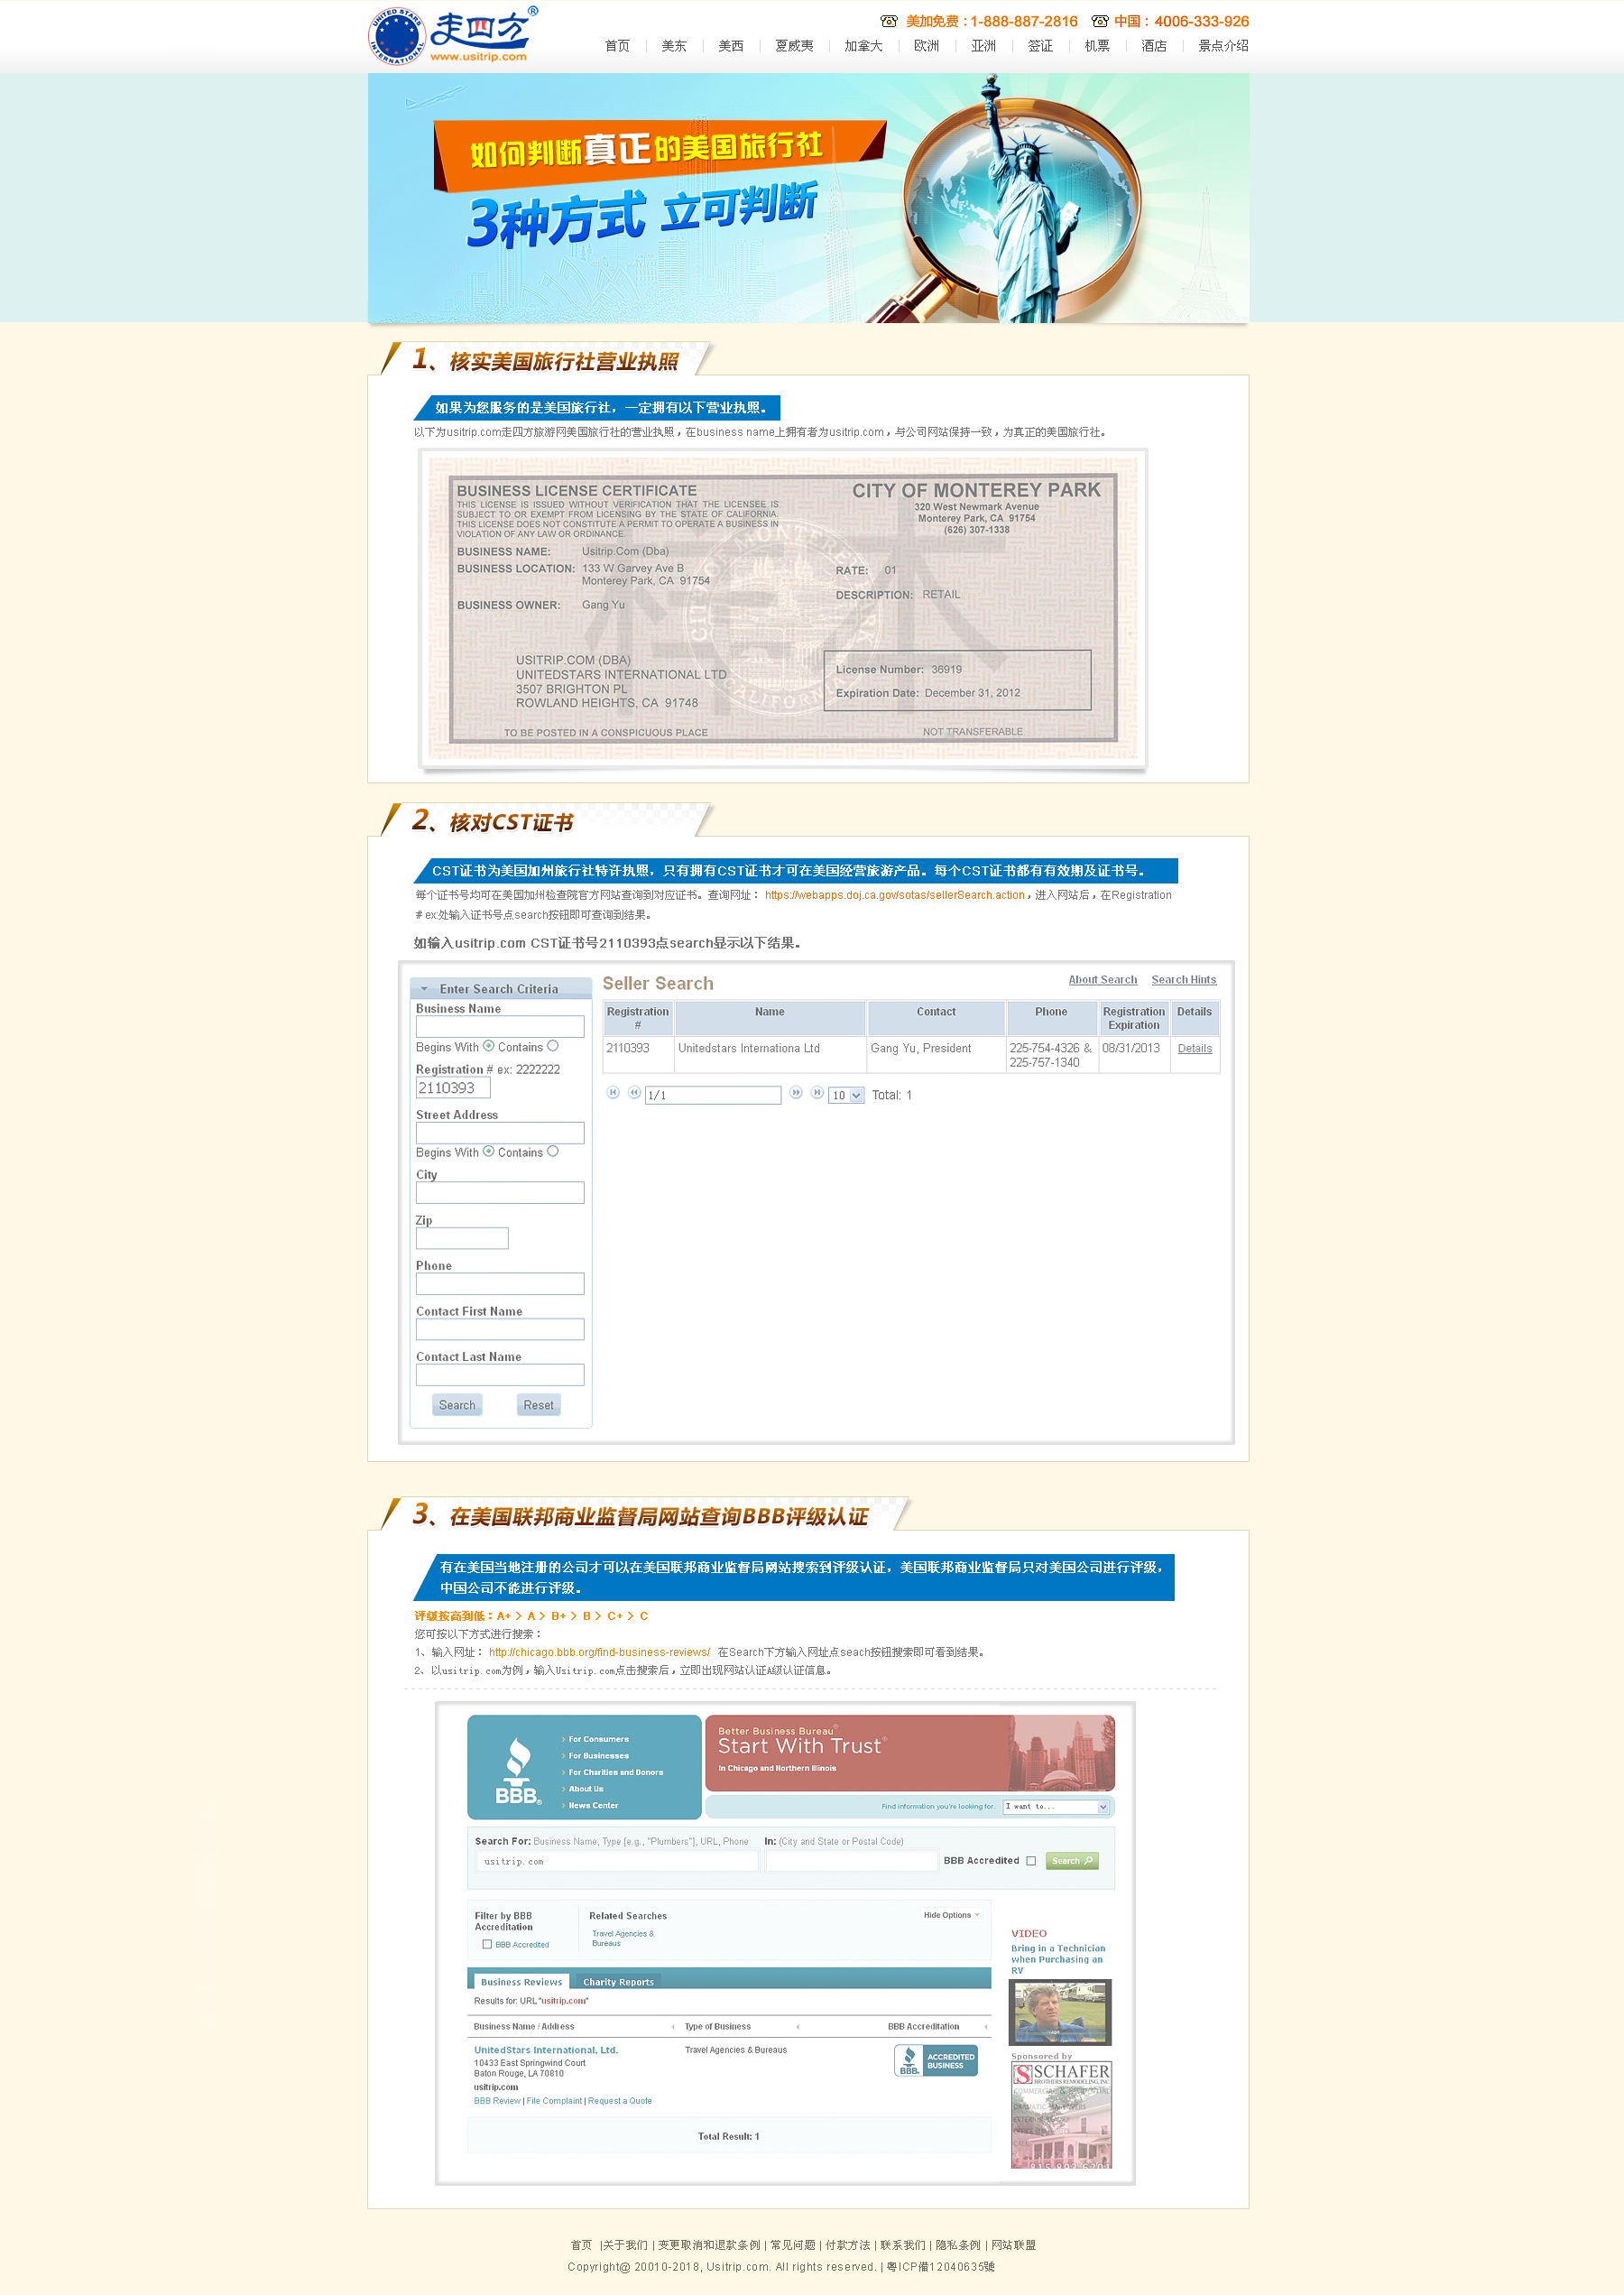 UNITED STARS
INTERNATIONAL
走四方®
www.usitrip.com
美加免费：1-888-887-2816 中国：4006-333-926
首页 美东 美西 夏威夷 加拿大 欧洲 亚洲 签证 机票 酒店 景点介绍
如何判断真正的美国旅行社
3种方式 立可判断
1、核实美国旅行社营业执照
如果为您服务的是美国旅行社，一定拥有以下营业执照。
以下为usitrip.com走四方旅游网美国旅行社的营业执照，在business name上拥有者为usitrip.com，与公司网站保持一致，为真正的美国旅行社。
BUSINESS LICENSE CERTIFICATE
THIS LICENSE IS ISSUED WITHOUT VERIFICATION THAT THE LICENSEE IS
SUBJECT TO OR EXEMPT FROM LICENSING BY THE STATE OF CALIFORNIA.
THIS LICENSE DOES NOT CONSTITUTE A PERMIT TO OPERATE A BUSINESS IN
VIOLATION OF ANY LAW OR ORDINANCE.
CITY OF MONTEREY PARK
320 West Newmark Avenue
Monterey Park, CA 91754
(626) 307-1338
BUSINESS NAME: Usitrip.Com (Dba)
BUSINESS LOCATION: 133 W Garvey Ave B
Monterey Park, CA 91754
BUSINESS OWNER: Gang Yu
RATE: 01
DESCRIPTION: RETAIL
样本
USITRIP.COM (DBA)
UNITEDSTARS INTERNATIONAL LTD
3507 BRIGHTON PL
ROWLAND HEIGHTS, CA 91748
License Number: 36919
Expiration Date: December 31, 2012
TO BE POSTED IN A CONSPICUOUS PLACE
NOT TRANSFERABLE
2、核对CST证书
CST证书为美国加州旅行社特许执照，只有拥有CST证书才可在美国经营旅游产品。每个CST证书都有有效期及证书号。
每个证书号均可在美国加州检查院官方网站查询到对应证书。查询网址： https://webapps.doj.ca.gov/sotas/sellerSearch.action，进入网站后，在Registration
# ex:处输入证书号点search按钮即可查询到结果。
如输入usitrip.com CST证书号2110393点search显示以下结果。
Enter Search Criteria
Business Name
Begins With Contains
Registration # ex: 2222222
2110393
Street Address
Begins With Contains
City
Zip
Phone
Contact First Name
Contact Last Name
Search Reset
Seller Search
About Search Search Hints
Registration # Name Contact Phone Registration Expiration Details
2110393 Unitedstars Internationa Ltd Gang Yu, President 225-754-4326 & 225-757-1340 08/31/2013 Details
1/1 10 Total: 1
3、在美国联邦商业监督局网站查询BBB评级认证
有在美国当地注册的公司才可以在美国联邦商业监督局网站搜索到评级认证，美国联邦商业监督局只对美国公司进行评级，
中国公司不能进行评级。
评级按高到低：A+ > A > B+ > B > C+ > C
您可按以下方式进行搜索：
1、输入网址： http://chicago.bbb.org/find-business-reviews/ 在Search下方输入网址点seach按钮搜索即可看到结果。
2、以usitrip.com为例，输入Usitrip.com点击搜索后，立即出现网站认证A级认证信息。
BBB®
For Consumers
For Businesses
For Charities and Donors
About Us
News Center
Better Business Bureau®
Start With Trust®
In Chicago and Northern Illinois
Find information you're looking for. I want to...
Search For: Business Name, Type [e.g., "Plumbers"], URL, Phone In: (City and State or Postal Code)
usitrip.com BBB Accredited Search
Filter by BBB
Accreditation
BBB Accredited
Related Searches
Travel Agencies &
Bureaus
Hide Options
Business Reviews Charity Reports
Results for: URL "usitrip.com"
Business Name / Address Type of Business BBB Accreditation
UnitedStars International, Ltd. Travel Agencies & Bureaus
10433 East Springwind Court
Baton Rouge, LA 70810
usitrip.com
BBB Review | File Complaint | Request a Quote
BBB. ACCREDITED BUSINESS
Total Result: 1
VIDEO
Bring in a Technician
when Purchasing an
RV
Sponsored by
SCHAFER
BROTHERS REMODELING, INC
首页 |关于我们 | 变更取消和退款条例 | 常见问题 | 付款方法 | 联系我们 | 隐私条例 | 网站联盟
Copyright@ 20010-2018, Usitrip.com. All rights reserved. | 粤ICP備12040635號